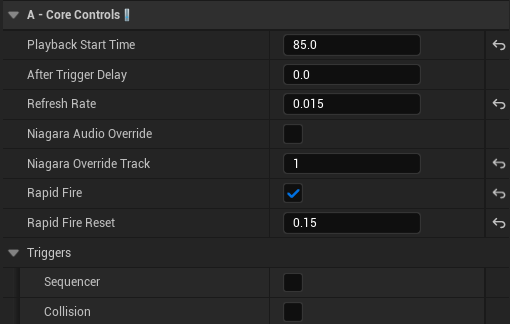 A - Core Controls
Playback Start Time 85.0
After Trigger Delay 0.0
Refresh Rate 0.015
Niagara Audio Override
Niagara Override Track 1
Rapid Fire
Rapid Fire Reset 0.15
Triggers
Sequencer
Collision